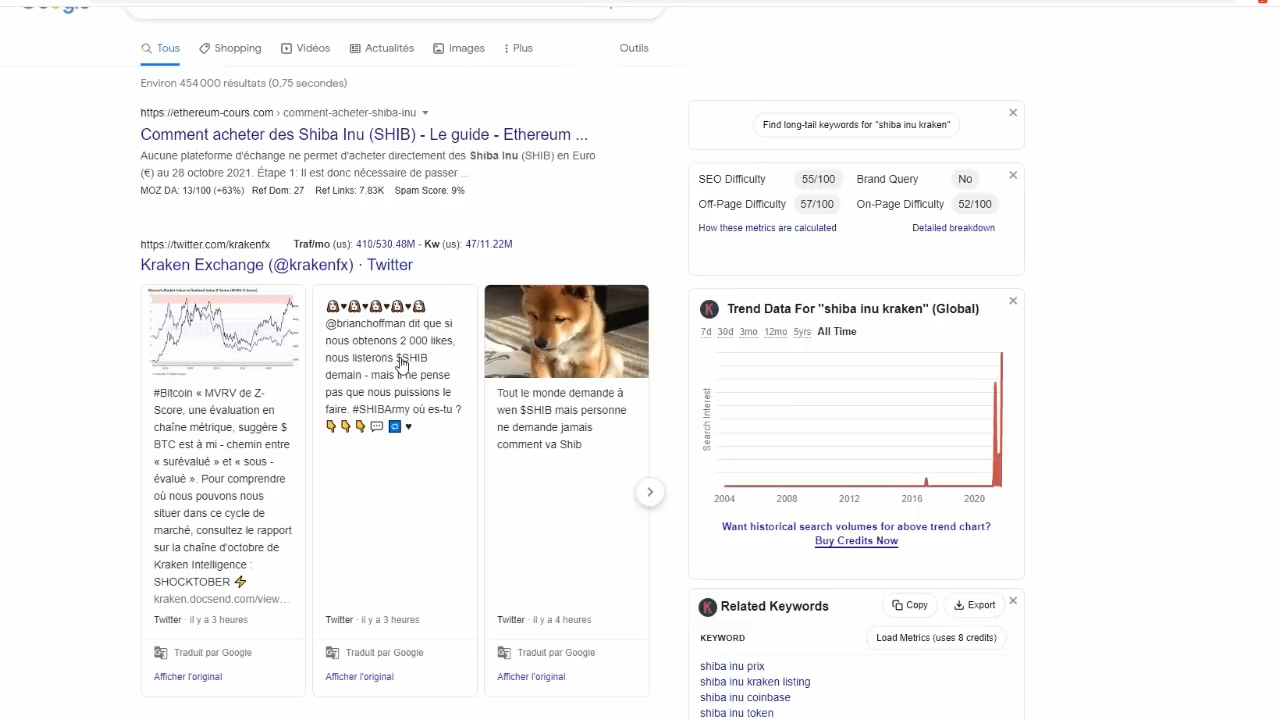 Tous
Shopping
Vidéos
Actualités
Images
Plus
Outils
Environ 454 000 résultats (0,75 secondes)
https://ethereum-cours.com › comment-acheter-shiba-inu
Comment acheter des Shiba Inu (SHIB) - Le guide - Ethereum ...
Aucune plateforme d'échange ne permet d'acheter directement des Shiba Inu (SHIB) en Euro
(€) au 28 octobre 2021. Étape 1: Il est donc nécessaire de passer ...
MOZ DA: 13/100 (+63%) Ref Dom: 27 Ref Links: 7.83K Spam Score: 9%
https://twitter.com/krakenfx Traf/mo (us): 410/530.48M - Kw (us): 47/11.22M
Kraken Exchange (@krakenfx) · Twitter
#Bitcoin « MVRV de Z-
Score, une évaluation en
chaîne métrique, suggère $
BTC est à mi - chemin entre
« surévalué » et « sous -
évalué ». Pour comprendre
où nous pouvons nous
situer dans ce cycle de
marché, consultez le rapport
sur la chaîne d'octobre de
Kraken Intelligence :
SHOCKTOBER ⚡
kraken.docsend.com/view...
Twitter · il y a 3 heures
Traduit par Google
Afficher l'original
@brianchoffman dit que si
nous obtenons 2 000 likes,
nous listerons $SHIB
demain - mais je ne pense
pas que nous puissions le
faire. #SHIBArmy où es-tu ?
Twitter · il y a 3 heures
Traduit par Google
Afficher l'original
Tout le monde demande à
wen $SHIB mais personne
ne demande jamais
comment va Shib
Twitter · il y a 4 heures
Traduit par Google
Afficher l'original
Find long-tail keywords for "shiba inu kraken"
SEO Difficulty 55/100 Brand Query No
Off-Page Difficulty 57/100 On-Page Difficulty 52/100
How these metrics are calculated Detailed breakdown
Trend Data For "shiba inu kraken" (Global)
7d 30d 3mo 12mo 5yrs All Time
Search Interest
2004 2008 2012 2016 2020
Want historical search volumes for above trend chart?
Buy Credits Now
Related Keywords
Copy
Export
KEYWORD
Load Metrics (uses 8 credits)
shiba inu prix
shiba inu kraken listing
shiba inu coinbase
shiba inu token